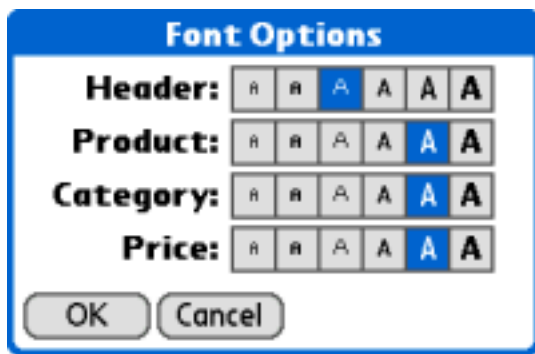 Font Options
Header: A A A A A A
Product: A A A A A A
Category: A A A A A A
Price: A A A A A A
OK Cancel